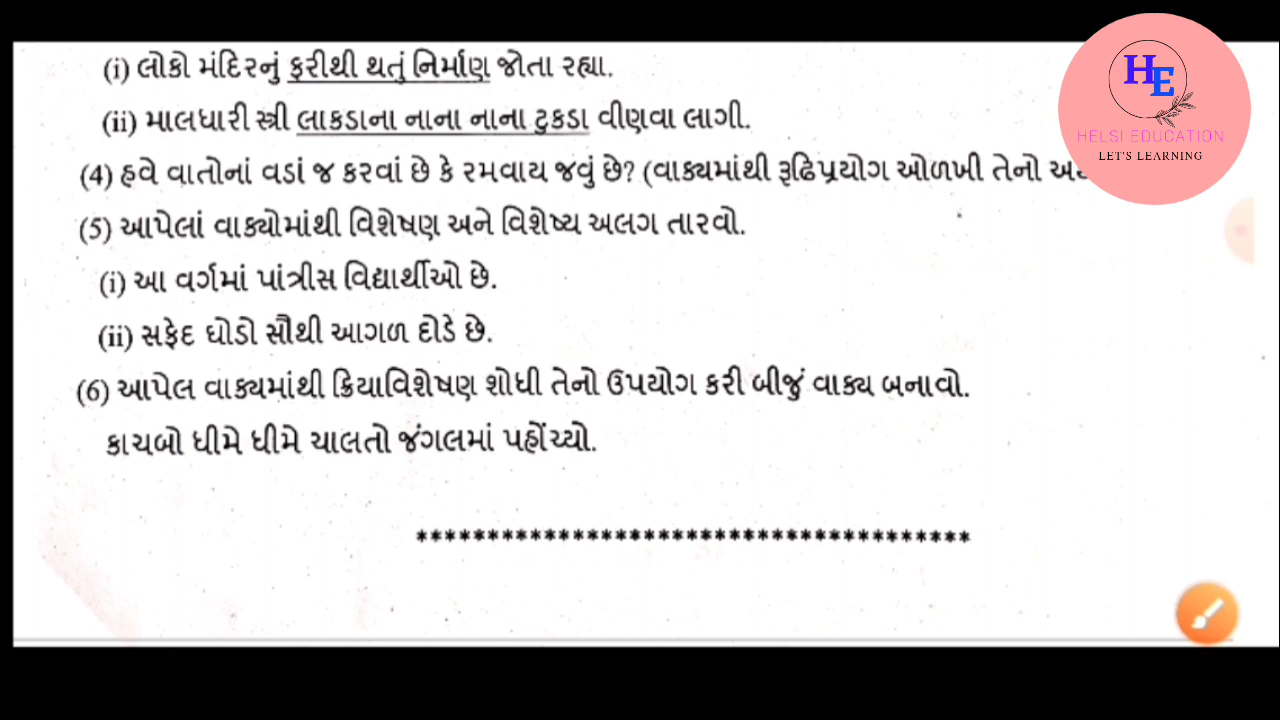 (i) લોકો મંદિરનું ફરીથી થતું નિર્માણ જોતા રહ્યા.
(ii) માલધારી સ્ત્રી લાકડાના નાના નાના ટુકડા વીણવા લાગી.
(4) હવે વાતોનાં વડાં જ કરવાં છે કે રમવાય જવું છે? (વાક્યમાંથી રૂઢિપ્રયોગ ઓળખી તેનો
(5) આપેલાં વાક્યોમાંથી વિશેષણ અને વિશેષ્ય અલગ તારવો.
(i) આ વર્ગમાં પાંત્રીસ વિદ્યાર્થીઓ છે.
(ii) સફેદ ઘોડો સૌથી આગળ દોડે છે.
(6) આપેલ વાક્યમાંથી ક્રિયાવિશેષણ શોધી તેનો ઉપયોગ કરી બીજું વાક્ય બનાવો.
કાચબો ધીમે ધીમે ચાલતો જંગલમાં પહોંચ્યો.
***************************************
HE
HELSI EDUCATION
LET'S LEARNING